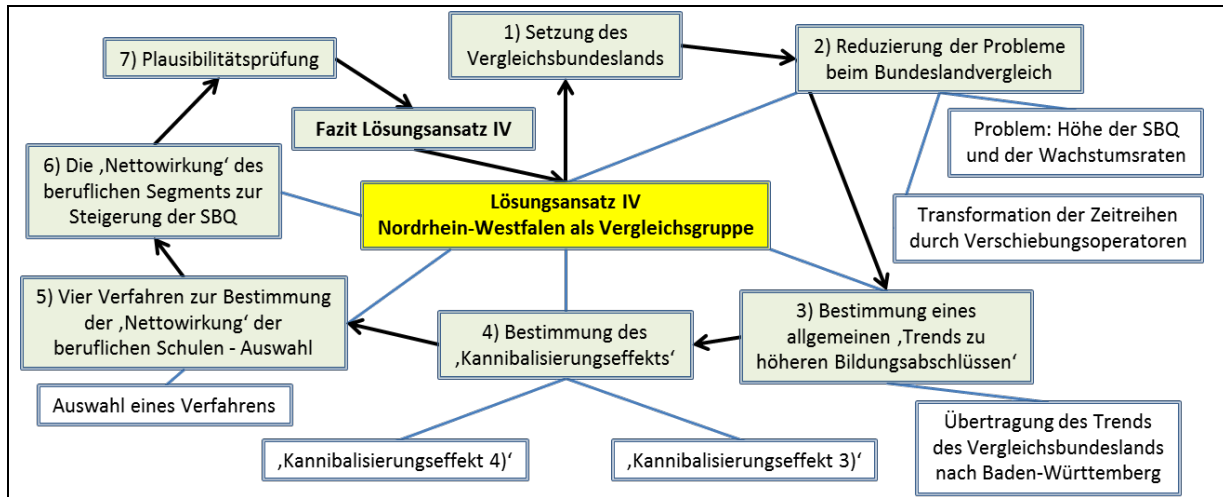 1) Setzung des
Vergleichsbundeslands
2) Reduzierung der Probleme
beim Bundeslandvergleich
Problem: Höhe der SBQ
und der Wachstumsraten
Transformation der Zeitreihen
durch Verschiebungsoperatoren
7) Plausibilitätsprüfung
Fazit Lösungsansatz IV
6) Die ‚Nettowirkung‘ des
beruflichen Segments zur
Steigerung der SBQ
Lösungsansatz IV
Nordrhein-Westfalen als Vergleichsgruppe
5) Vier Verfahren zur Bestimmung
der ‚Nettowirkung‘ der
beruflichen Schulen - Auswahl
Auswahl eines Verfahrens
4) Bestimmung des
‚Kannibalisierungseffekts‘
‚Kannibalisierungseffekt 4)‘
‚Kannibalisierungseffekt 3)‘
3) Bestimmung eines
allgemeinen ‚Trends zu
höheren Bildungsabschlüssen‘
Übertragung des Trends
des Vergleichsbundeslands
nach Baden-Württemberg